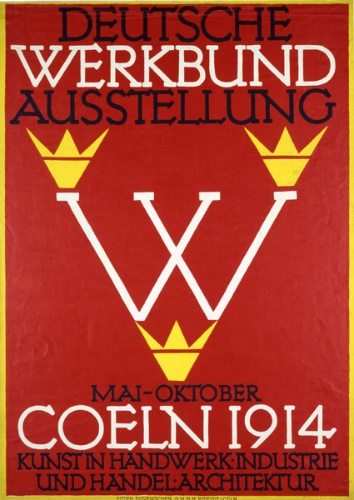 DEUTSCHE
WERKBUND
AUSSTELLUNG
W
MAI-OKTOBER
COELN 1914
KUNST IN HANDWERK·INDUSTRIE
UND HANDEL·ARCHITEKTUR